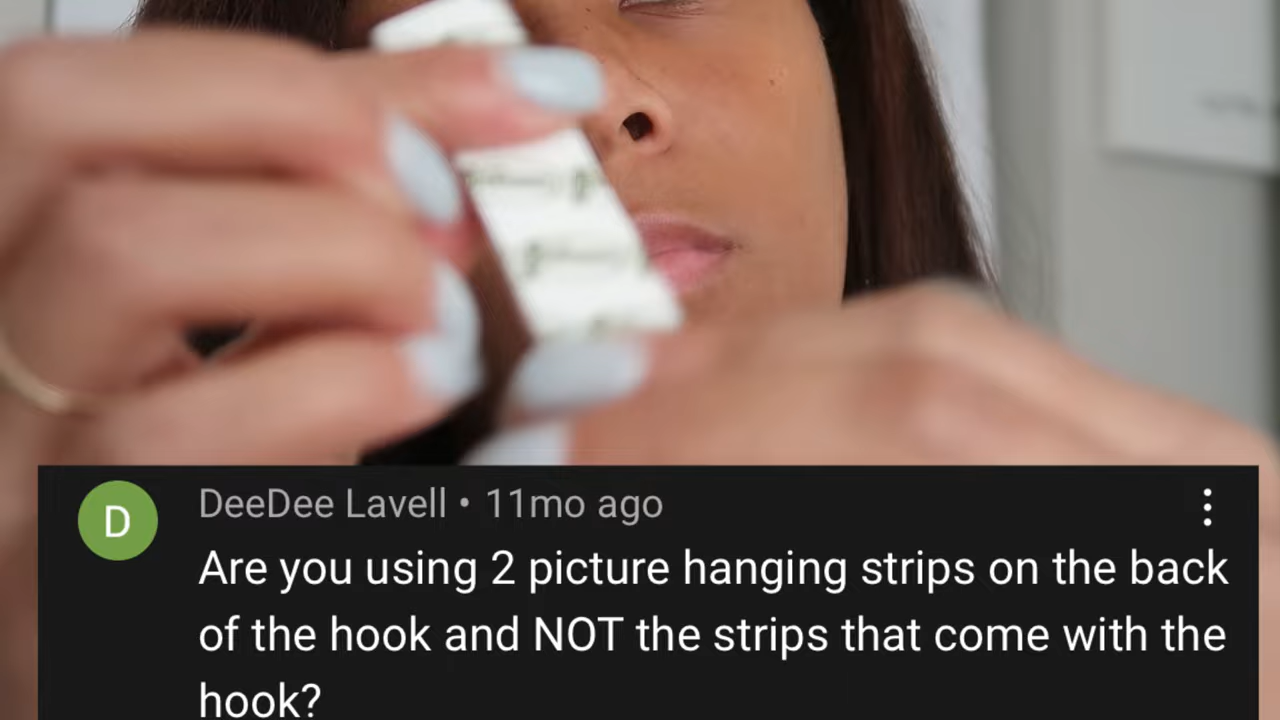 D
DeeDee Lavell • 11mo ago
Are you using 2 picture hanging strips on the back
of the hook and NOT the strips that come with the
hook?